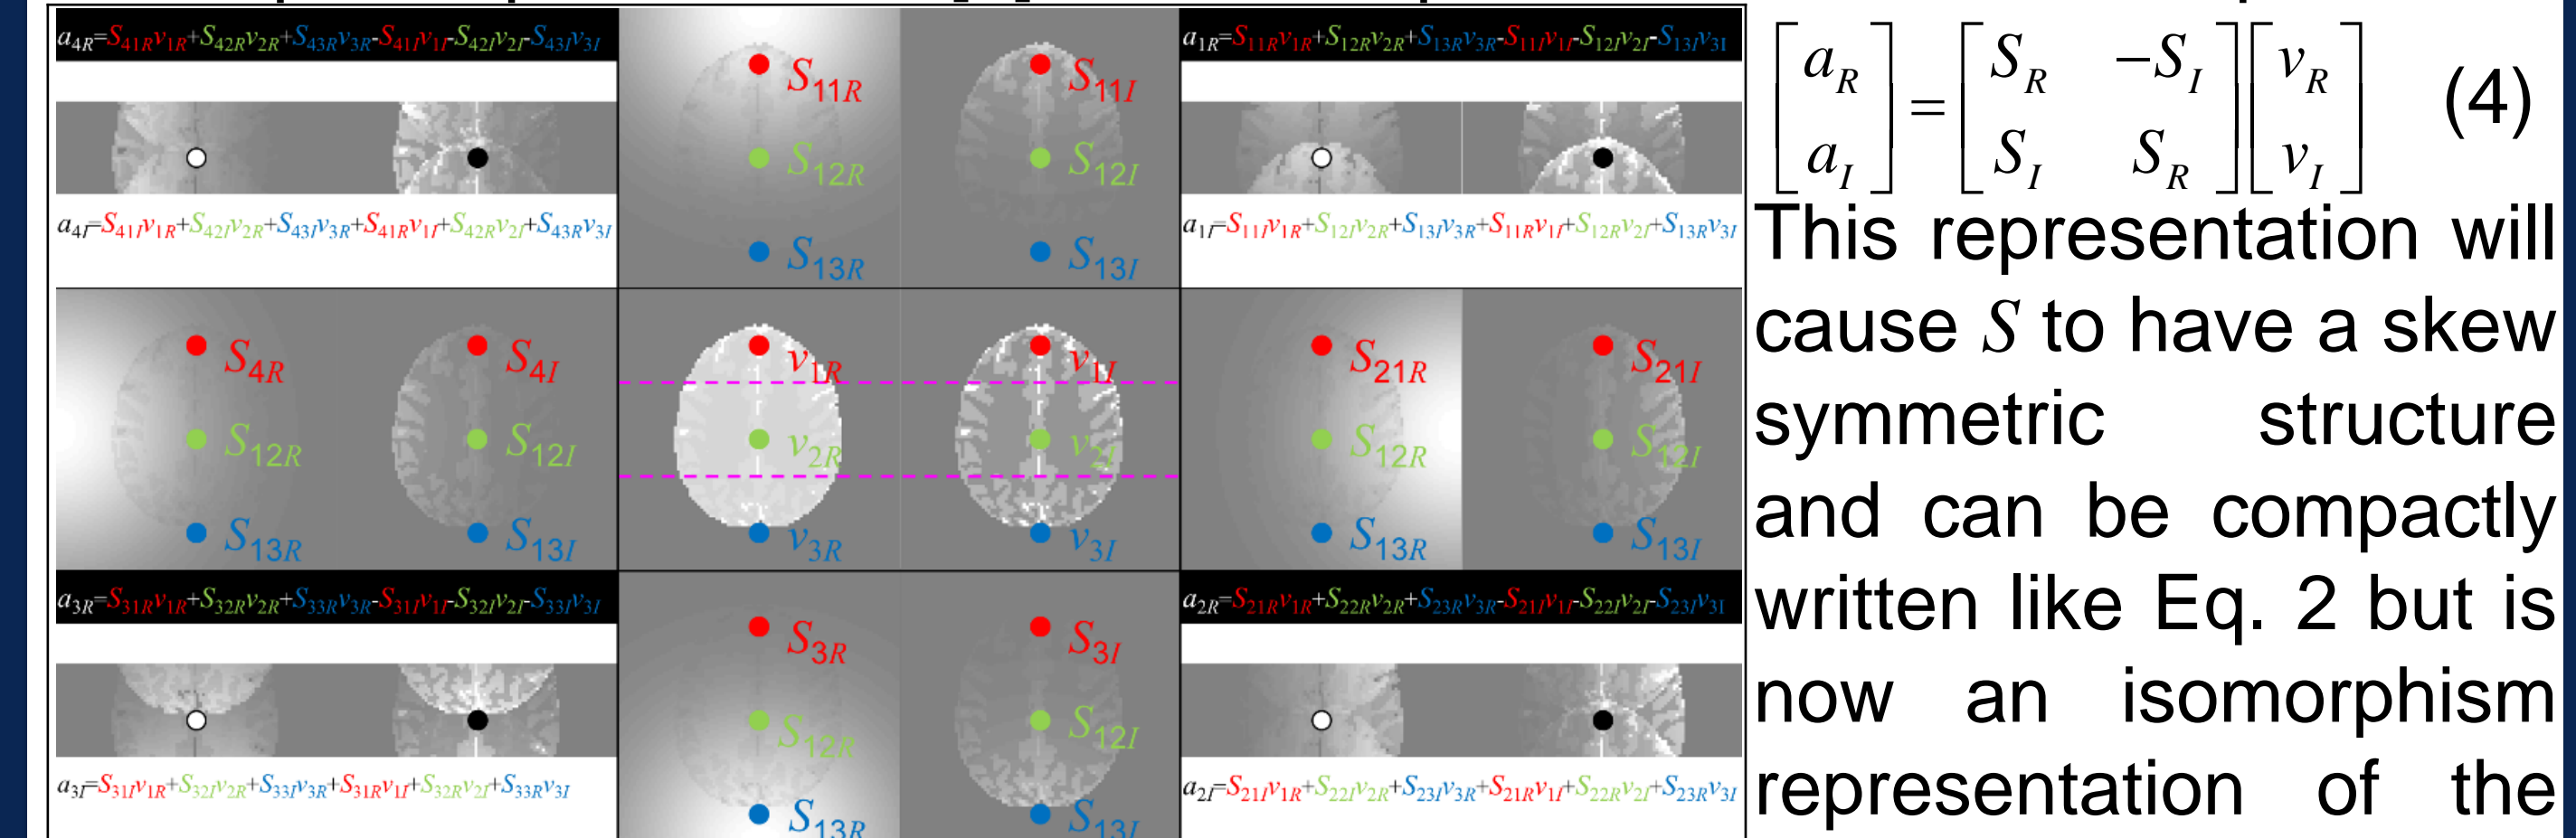 a4R=S41Rv1R+S42Rv2R+S43Rv3R-S41Iv1I-S42Iv2I-S43Iv3I
a4I=S41Iv1R+S42Iv2R+S43Iv3R+S41Rv1I+S42Rv2I+S43Rv3I
S11R S11I
S12R S12I
S13R S13I
a1R=S11Rv1R+S12Rv2R+S13Rv3R-S11Iv1I-S12Iv2I-S13Iv3I
a1I=S11Iv1R+S12Iv2R+S13Iv3R+S11Rv1I+S12Rv2I+S13Rv3I
S4R S4I v1R v1I S21R S21I
S12R S12I v2R v2I S12R S12I
S13R S13I v3R v3I S13R S13I
a3R=S31Rv1R+S32Rv2R+S33Rv3R-S31Iv1I-S32Iv2I-S33Iv3I
a3I=S31Iv1R+S32Iv2R+S33Iv3R+S31Rv1I+S32Rv2I+S33Rv3I
S3R S3I
S12R S12I
S13R S13I
a2R=S21Rv1R+S22Rv2R+S23Rv3R-S21Iv1I-S22Iv2I-S23Iv3I
a2I=S21Iv1R+S22Iv2R+S23Iv3R+S21Rv1I+S22Rv2I+S23Rv3I
[aR] = [SR -SI] [vR] (4)
[aI] [SI SR] [vI]
This representation will
cause S to have a skew
symmetric structure
and can be compactly
written like Eq. 2 but is
now an isomorphism
representation of the